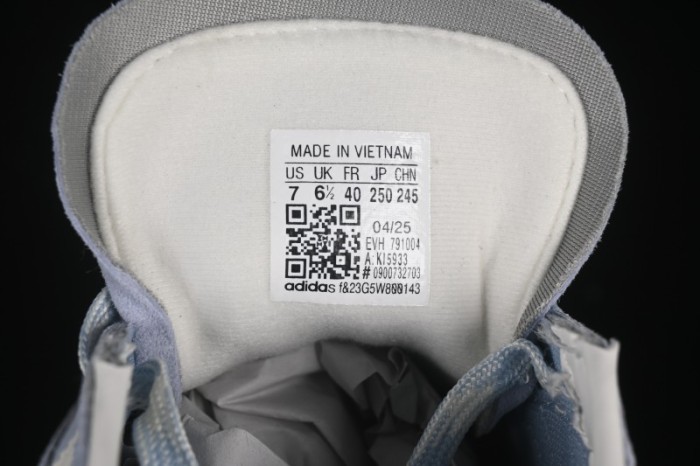 MADE IN VIETNAM
US UK FR JP CHN
7 6½ 40 250 245
04/25
EVH 791004
A: KI5933
# 0900732703
adidas f&23G5W800143